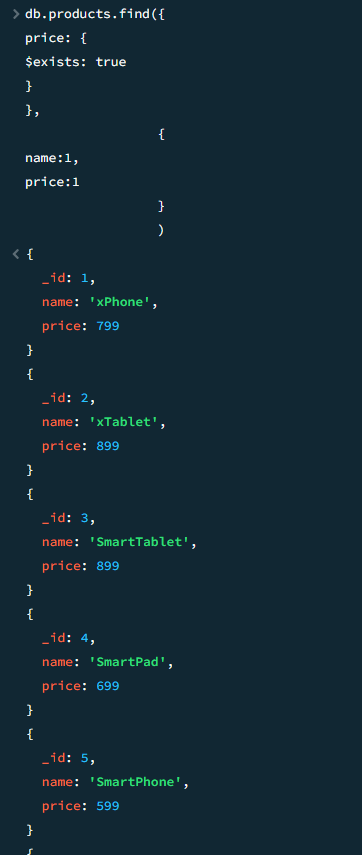 > db.products.find({
price: {
$exists: true
}
},
{
name:1,
price:1
}
)
< {
_id: 1,
name: 'xPhone',
price: 799
}
{
_id: 2,
name: 'xTablet',
price: 899
}
{
_id: 3,
name: 'SmartTablet',
price: 899
}
{
_id: 4,
name: 'SmartPad',
price: 699
}
{
_id: 5,
name: 'SmartPhone',
price: 599
}
{